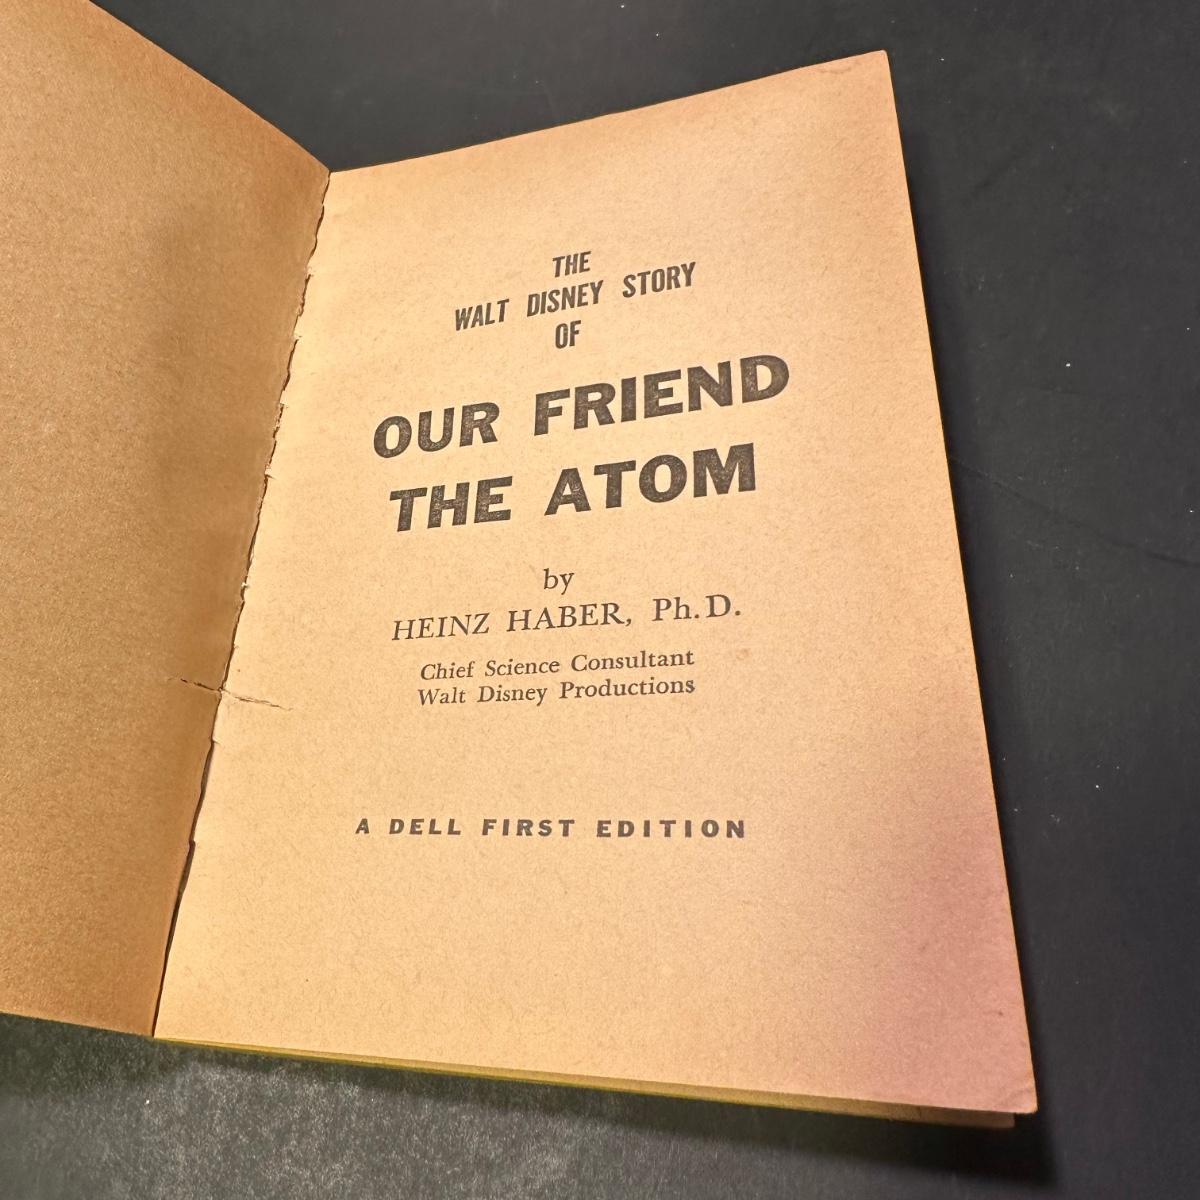 THE
WALT DISNEY STORY
OF
OUR FRIEND
THE ATOM
by
HEINZ HABER, Ph.D.
Chief Science Consultant
Walt Disney Productions
A DELL FIRST EDITION